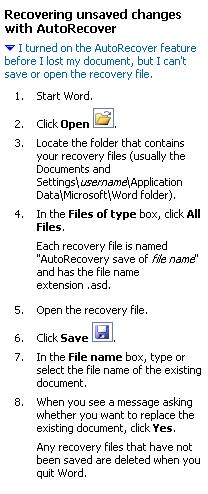 Recovering unsaved changes
with AutoRecover
I turned on the AutoRecover feature
before I lost my document, but I can't
save or open the recovery file.
1. Start Word.
2. Click Open .
3. Locate the folder that contains
your recovery files (usually the
Documents and
Settings\username\Application
Data\Microsoft\Word folder).
4. In the Files of type box, click All
Files.
Each recovery file is named
"AutoRecovery save of file name"
and has the file name
extension .asd.
5. Open the recovery file.
6. Click Save .
7. In the File name box, type or
select the file name of the existing
document.
8. When you see a message asking
whether you want to replace the
existing document, click Yes.
Any recovery files that have not
been saved are deleted when you
quit Word.